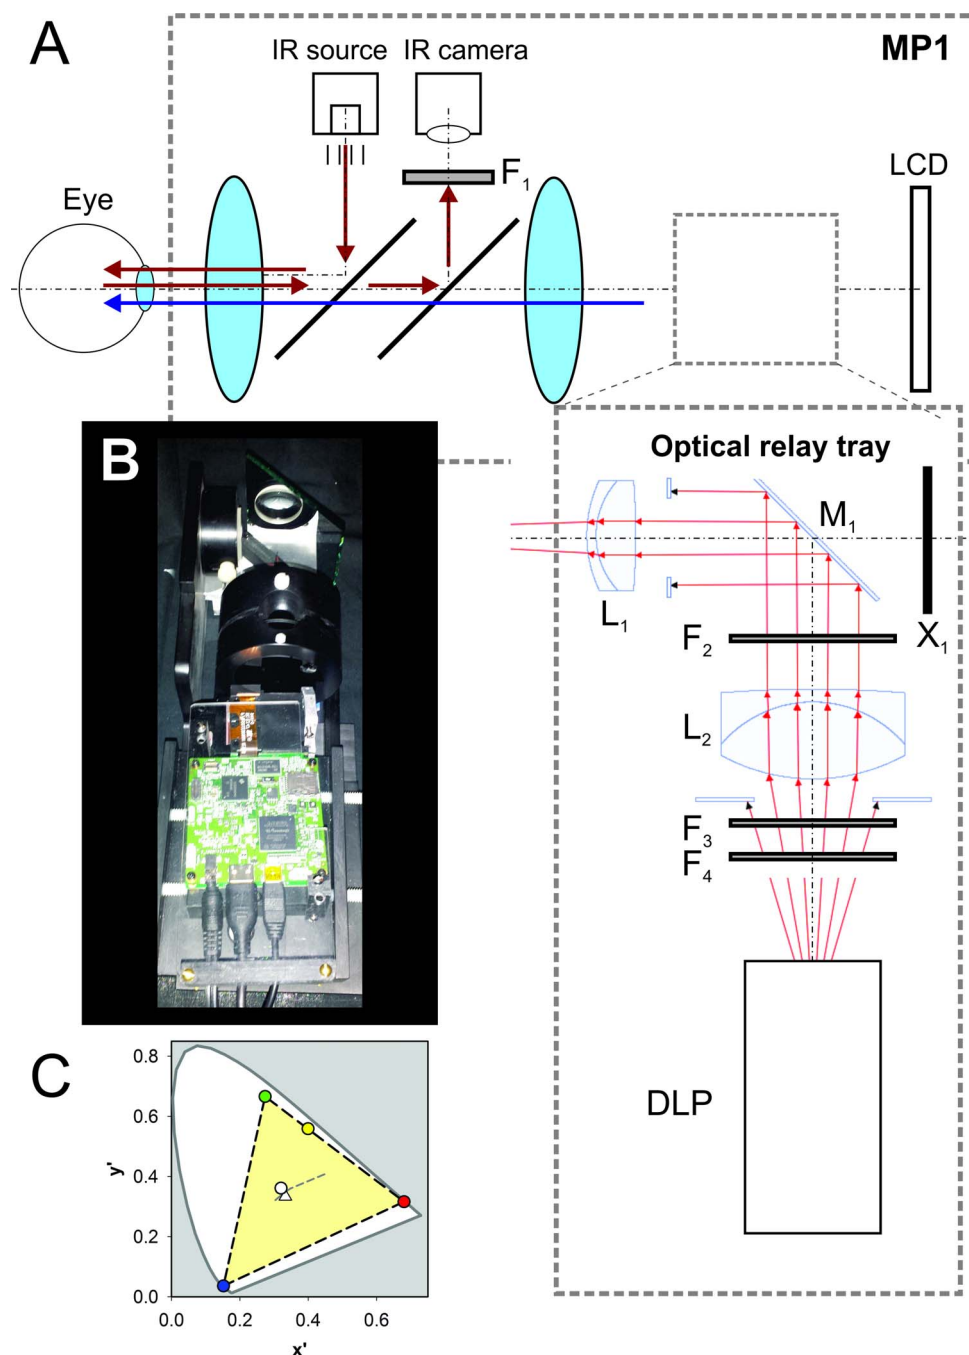 A
IR source
IR camera
MP1
F1
LCD
Eye
B
Optical relay tray
M1
L1
X1
F2
L2
F3
F4
DLP
C
0.8
0.6
0.4
0.2
0.0
y'
0.0
0.2
0.4
0.6
x'